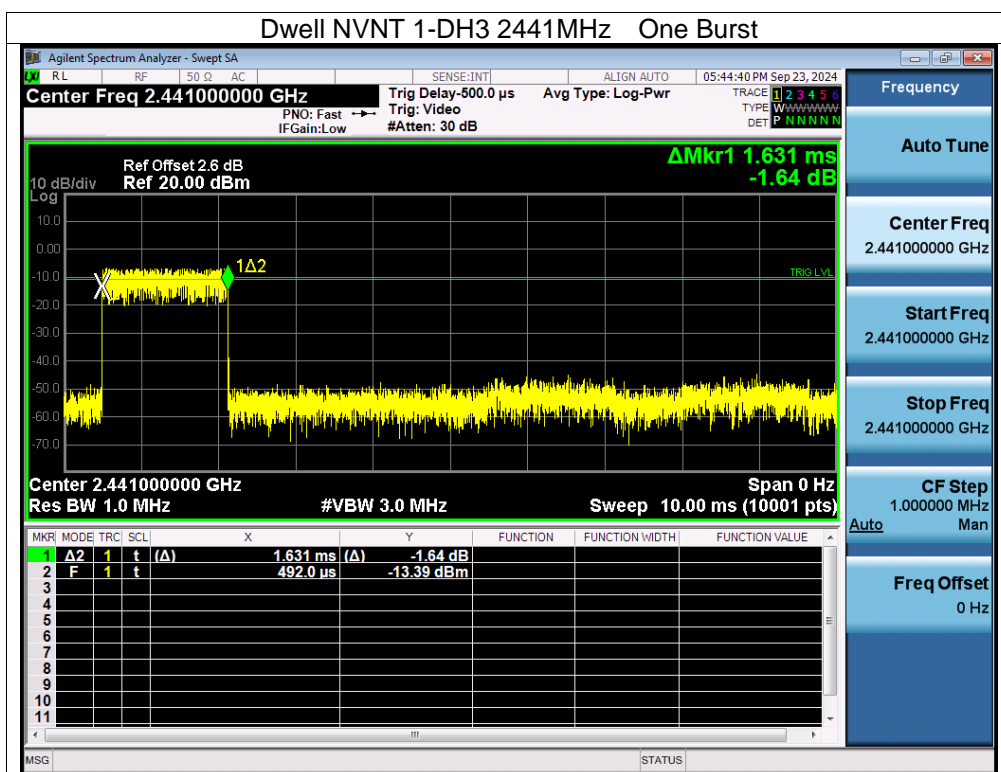 Dwell NVNT 1-DH3 2441MHz One Burst
Agilent Spectrum Analyzer - Swept SA
LXI RL RF 50 Ω AC SENSE:INT ALIGN AUTO 05:44:40 PM Sep 23, 2024
Center Freq 2.441000000 GHz
PNO: Fast
IFGain:Low
Trig Delay-500.0 µs
Trig: Video
#Atten: 30 dB
Avg Type: Log-Pwr
TRACE 1 2 3 4 5 6
TYPE WWWWWW
DET P NNNNN
ΔMkr1 1.631 ms
-1.64 dB
Ref Offset 2.6 dB
10 dB/div Ref 20.00 dBm
Log
10.0
0.00
-10.0
-20.0
-30.0
-40.0
-50.0
-60.0
-70.0
1Δ2
TRIG LVL
Center 2.441000000 GHz Span 0 Hz
Res BW 1.0 MHz #VBW 3.0 MHz Sweep 10.00 ms (10001 pts)
MKR MODE TRC SCL X Y FUNCTION FUNCTION WIDTH FUNCTION VALUE
1 Δ2 1 t (Δ) 1.631 ms (Δ) -1.64 dB
2 F 1 t 492.0 µs -13.39 dBm
3
4
5
6
7
8
9
10
11
MSG STATUS
Frequency
Auto Tune
Center Freq
2.441000000 GHz
Start Freq
2.441000000 GHz
Stop Freq
2.441000000 GHz
CF Step
1.000000 MHz
Auto Man
Freq Offset
0 Hz